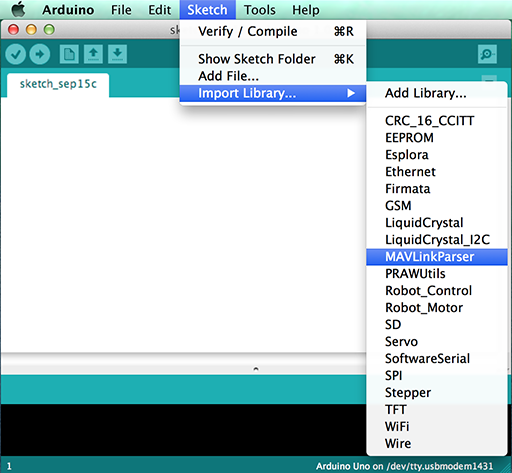 Arduino File Edit Sketch Tools Help
Verify / Compile ⌘R
Show Sketch Folder ⌘K
Add File...
Import Library...
sketch_sep15c
Add Library...
CRC_16_CCITT
EEPROM
Esplora
Ethernet
Firmata
GSM
LiquidCrystal
LiquidCrystal_I2C
MAVLinkParser
PRAWUtils
Robot_Control
Robot_Motor
SD
Servo
SoftwareSerial
SPI
Stepper
TFT
WiFi
Wire
1 Arduino Uno on /dev/tty.usbmodem1431